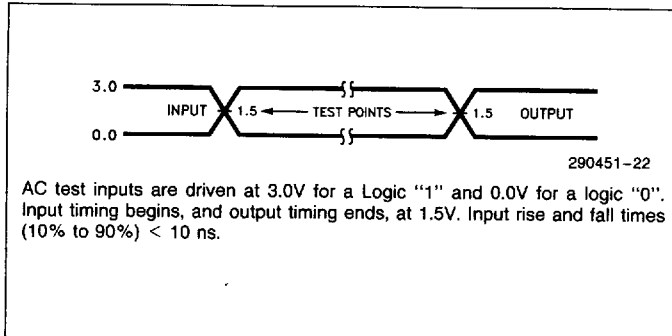 3.0
INPUT 1.5 TEST POINTS 1.5 OUTPUT
0.0
290451-22
AC test inputs are driven at 3.0V for a Logic "1" and 0.0V for a logic "0".
Input timing begins, and output timing ends, at 1.5V. Input rise and fall times
(10% to 90%) < 10 ns.